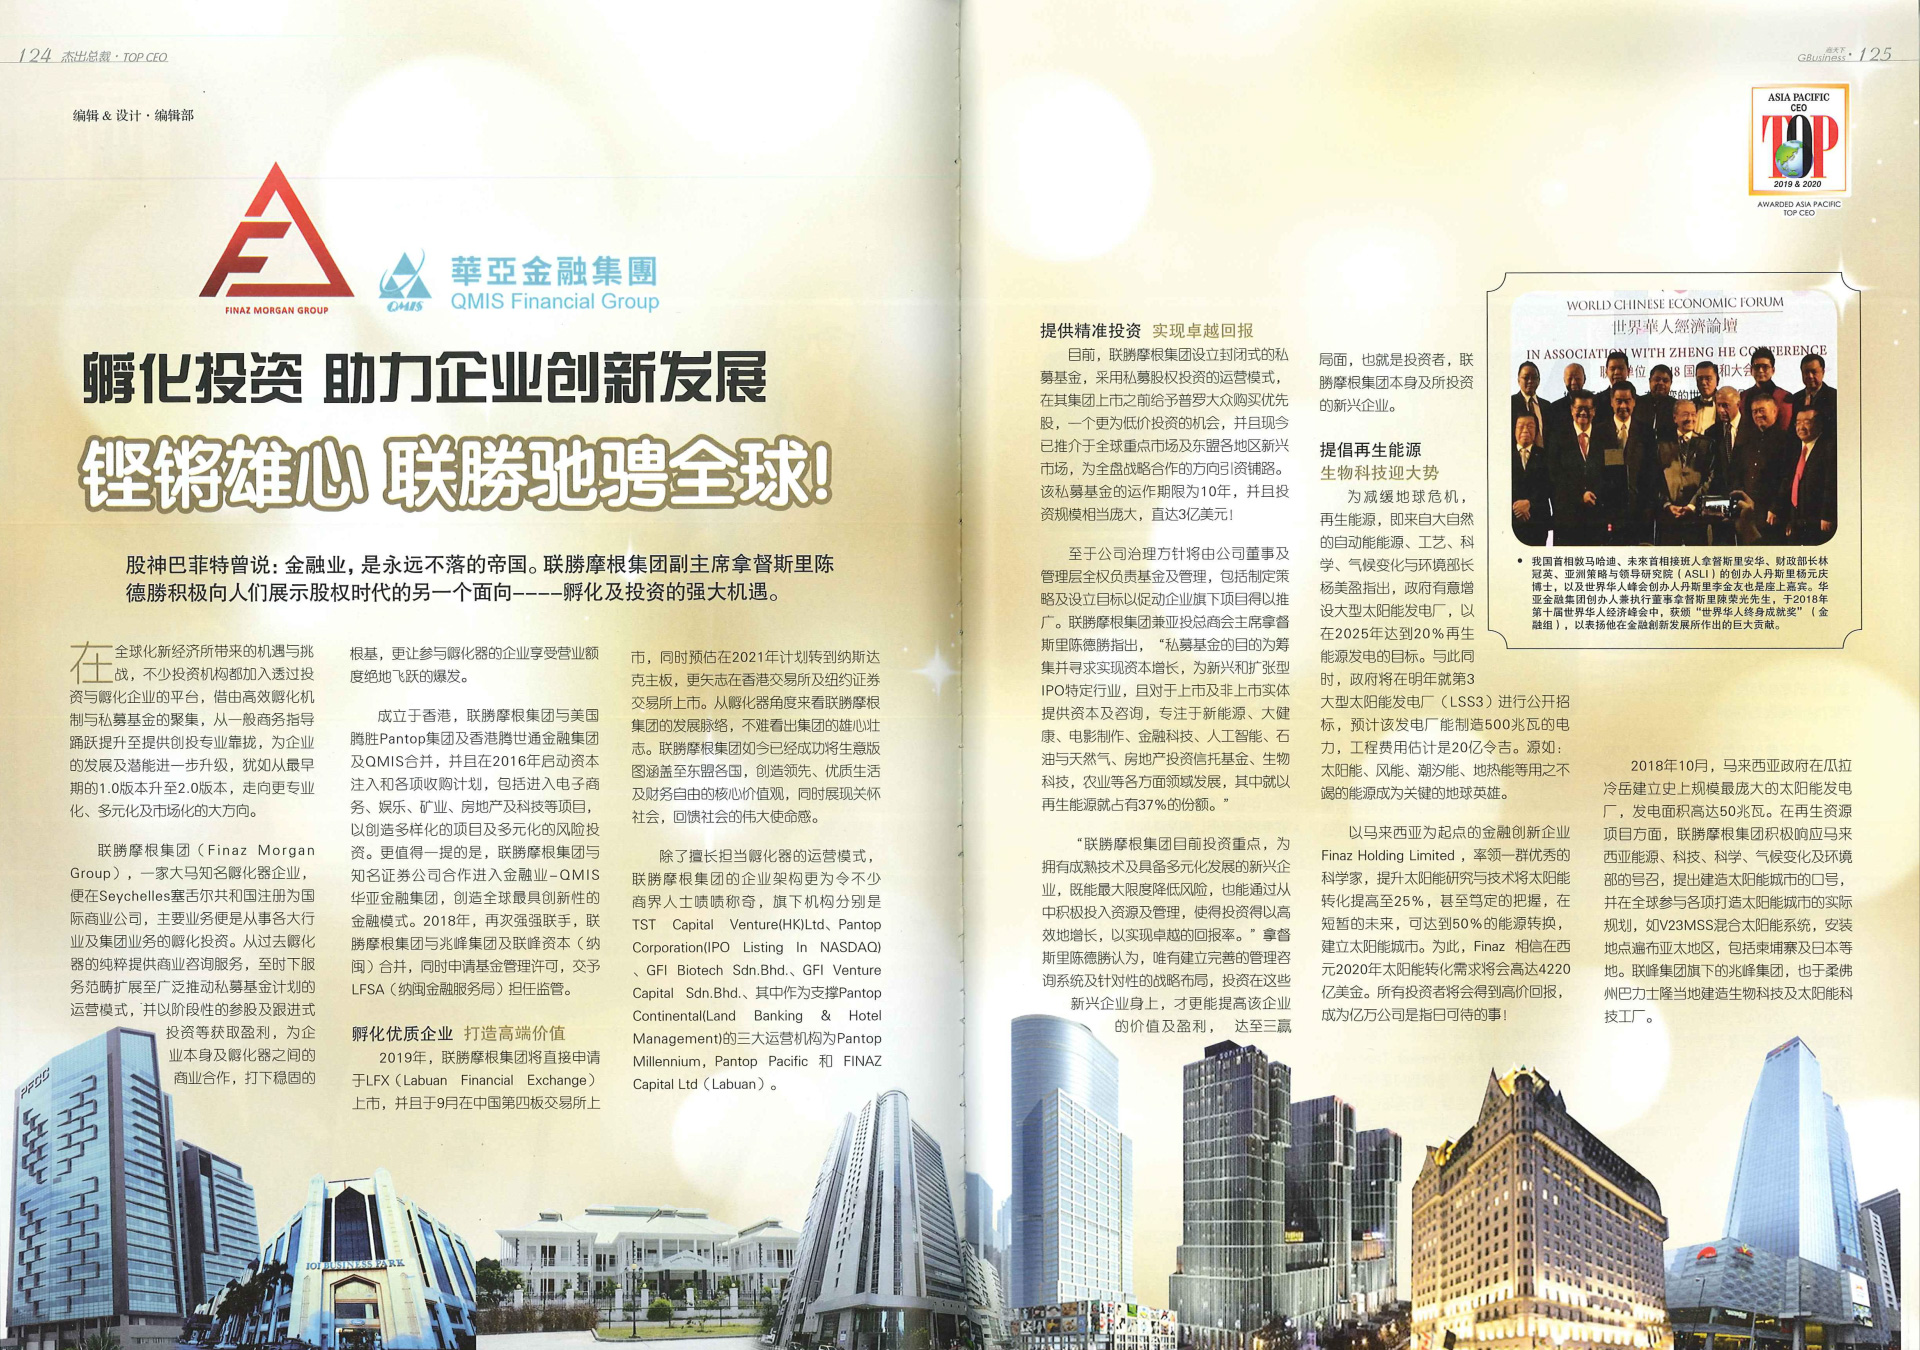 124 杰出总裁·TOP CEO
编辑 & 设计·编辑部
FINAZ MORGAN GROUP
QMIS
華亞金融集團
QMIS Financial Group
孵化投资 助力企业创新发展
铿锵雄心 联勝驰骋全球!
股神巴菲特曾说：金融业，是永远不落的帝国。联勝摩根集团副主席拿督斯里陈
德勝积极向人们展示股权时代的另一个面向----孵化及投资的强大机遇。
在全球化新经济所带来的机遇与挑
战，不少投资机构都加入透过投
资与孵化企业的平台，借由高效孵化机
制与私募基金的聚集，从一般商务指导
踊跃提升至提供创投专业靠拢，为企业
的发展及潜能进一步升级，犹如从最早
期的1.0版本升至2.0版本，走向更专业
化、多元化及市场化的大方向。
联勝摩根集团（Finaz Morgan
Group），一家大马知名孵化器企业，
便在Seychelles塞舌尔共和国注册为国
际商业公司，主要业务便是从事各大行
业及集团业务的孵化投资。从过去孵化
器的纯粹提供商业咨询服务，至时下服
务范畴扩展至广泛推动私募基金计划的
运营模式，并以阶段性的参股及跟进式
投资等获取盈利，为企
业本身及孵化器之间的
商业合作，打下稳固的
根基，更让参与孵化器的企业享受营业额
度绝地飞跃的爆发。
成立于香港，联勝摩根集团与美国
腾胜Pantop集团及香港腾世通金融集团
及QMIS合并，并且在2016年启动资本
注入和各项收购计划，包括进入电子商
务、娱乐、矿业、房地产及科技等项目，
以创造多样化的项目及多元化的风险投
资。更值得一提的是，联勝摩根集团与
知名证券公司合作进入金融业-QMIS
华亚金融集团，创造全球最具创新性的
金融模式。2018年，再次强强联手，联
勝摩根集团与兆峰集团及联峰资本（纳
闽）合并，同时申请基金管理许可，交予
LFSA（纳闽金融服务局）担任监管。
孵化优质企业 打造高端价值
2019年，联勝摩根集团将直接申请
于LFX（Labuan Financial Exchange）
上市，并且于9月在中国第四板交易所上
市，同时预估在2021年计划转到纳斯达
克主板，更矢志在香港交易所及纽约证券
交易所上市。从孵化器角度来看联勝摩根
集团的发展脉络，不难看出集团的雄心壮
志。联勝摩根集团如今已经成功将生意版
图涵盖至东盟各国，创造领先、优质生活
及财务自由的核心价值观，同时展现关怀
社会，回馈社会的伟大使命感。
除了擅长担当孵化器的运营模式，
联勝摩根集团的企业架构更为令不少
商界人士啧啧称奇，旗下机构分别是
TST Capital Venture(HK)Ltd、Pantop
Corporation(IPO Listing In NASDAQ)
、GFI Biotech Sdn.Bhd.、GFI Venture
Capital Sdn.Bhd.、其中作为支撑Pantop
Continental(Land Banking & Hotel
Management)的三大运营机构为Pantop
Millennium，Pantop Pacific 和 FINAZ
Capital Ltd（Labuan）。
PFCC
IOI BUSINESS PARK
岳天下
GBusiness · 125
ASIA PACIFIC
CEO
TOP
2019 & 2020
AWARDED ASIA PACIFIC
TOP CEO
提供精准投资 实现卓越回报
目前，联勝摩根集团设立封闭式的私
募基金，采用私募股权投资的运营模式，
在其集团上市之前给予普罗大众购买优先
股，一个更为低价投资的机会，并且现今
已推介于全球重点市场及东盟各地区新兴
市场，为全盘战略合作的方向引资铺路。
该私募基金的运作期限为10年，并且投
资规模相当庞大，直达3亿美元！
至于公司治理方针将由公司董事及
管理层全权负责基金及管理，包括制定策
略及设立目标以促动企业旗下项目得以推
广。联勝摩根集团兼亚投总商会主席拿督
斯里陈德勝指出，“私募基金的目的为筹
集并寻求实现资本增长，为新兴和扩张型
IPO特定行业，且对于上市及非上市实体
提供资本及咨询，专注于新能源、大健
康、电影制作、金融科技、人工智能、石
油与天然气、房地产投资信托基金、生物
科技，农业等各方面领域发展，其中就以
再生能源就占有37%的份额。”
“联勝摩根集团目前投资重点，为
拥有成熟技术及具备多元化发展的新兴企
业，既能最大限度降低风险，也能通过从
中积极投入资源及管理，使得投资得以高
效地增长，以实现卓越的回报率。”拿督
斯里陈德勝认为，唯有建立完善的管理咨
询系统及针对性的战略布局，投资在这些
新兴企业身上，才更能提高该企业
的价值及盈利， 达至三赢
局面，也就是投资者，联
勝摩根集团本身及所投资
的新兴企业。
提倡再生能源
生物科技迎大势
为减缓地球危机，
再生能源，即来自大自然
的自动能能源、工艺、科
学、气候变化与环境部长
杨美盈指出，政府有意增
设大型太阳能发电厂，以
在2025年达到20%再生
能源发电的目标。与此同
时，政府将在明年就第3
大型太阳能发电厂（LSS3）进行公开招
标，预计该发电厂能制造500兆瓦的电
力，工程费用估计是20亿令吉。源如：
太阳能、风能、潮汐能、地热能等用之不
竭的能源成为关键的地球英雄。
以马来西亚为起点的金融创新企业
Finaz Holding Limited，率领一群优秀的
科学家，提升太阳能研究与技术将太阳能
转化提高至25%，甚至笃定的把握，在
短暂的未来，可达到50%的能源转换，
建立太阳能城市。为此，Finaz 相信在西
元2020年太阳能转化需求将会高达4220
亿美金。所有投资者将会得到高价回报，
成为亿万公司是指日可待的事！
WORLD CHINESE ECONOMIC FORUM
世界華人經濟論壇
IN ASSOCIATION WITH ZHENG HE CONFERENCE
● 我国首相敦马哈迪、未来首相接班人拿督斯里安华、财政部长林
冠英、亚洲策略与领导研究院（ASLI）的创办人丹斯里杨元庆
博士，以及世界华人峰会创办人丹斯里李金友也是座上嘉宾。华
亚金融集团创办人兼执行董事拿督斯里陳荣光先生，于2018年
第十届世界华人经济峰会中，获颁“世界华人终身成就奖”（金
融组），以表扬他在金融创新发展所作出的巨大贡献。
2018年10月，马来西亚政府在瓜拉
冷岳建立史上规模最庞大的太阳能发电
厂，发电面积高达50兆瓦。在再生资源
项目方面，联勝摩根集团积极响应马来
西亚能源、科技、科学、气候变化及环境
部的号召，提出建造太阳能城市的口号，
并在全球参与各项打造太阳能城市的实际
规划，如V23MSS混合太阳能系统，安装
地点遍布亚太地区，包括柬埔寨及日本等
地。联峰集团旗下的兆峰集团，也于柔佛
州巴力士隆当地建造生物科技及太阳能科
技工厂。